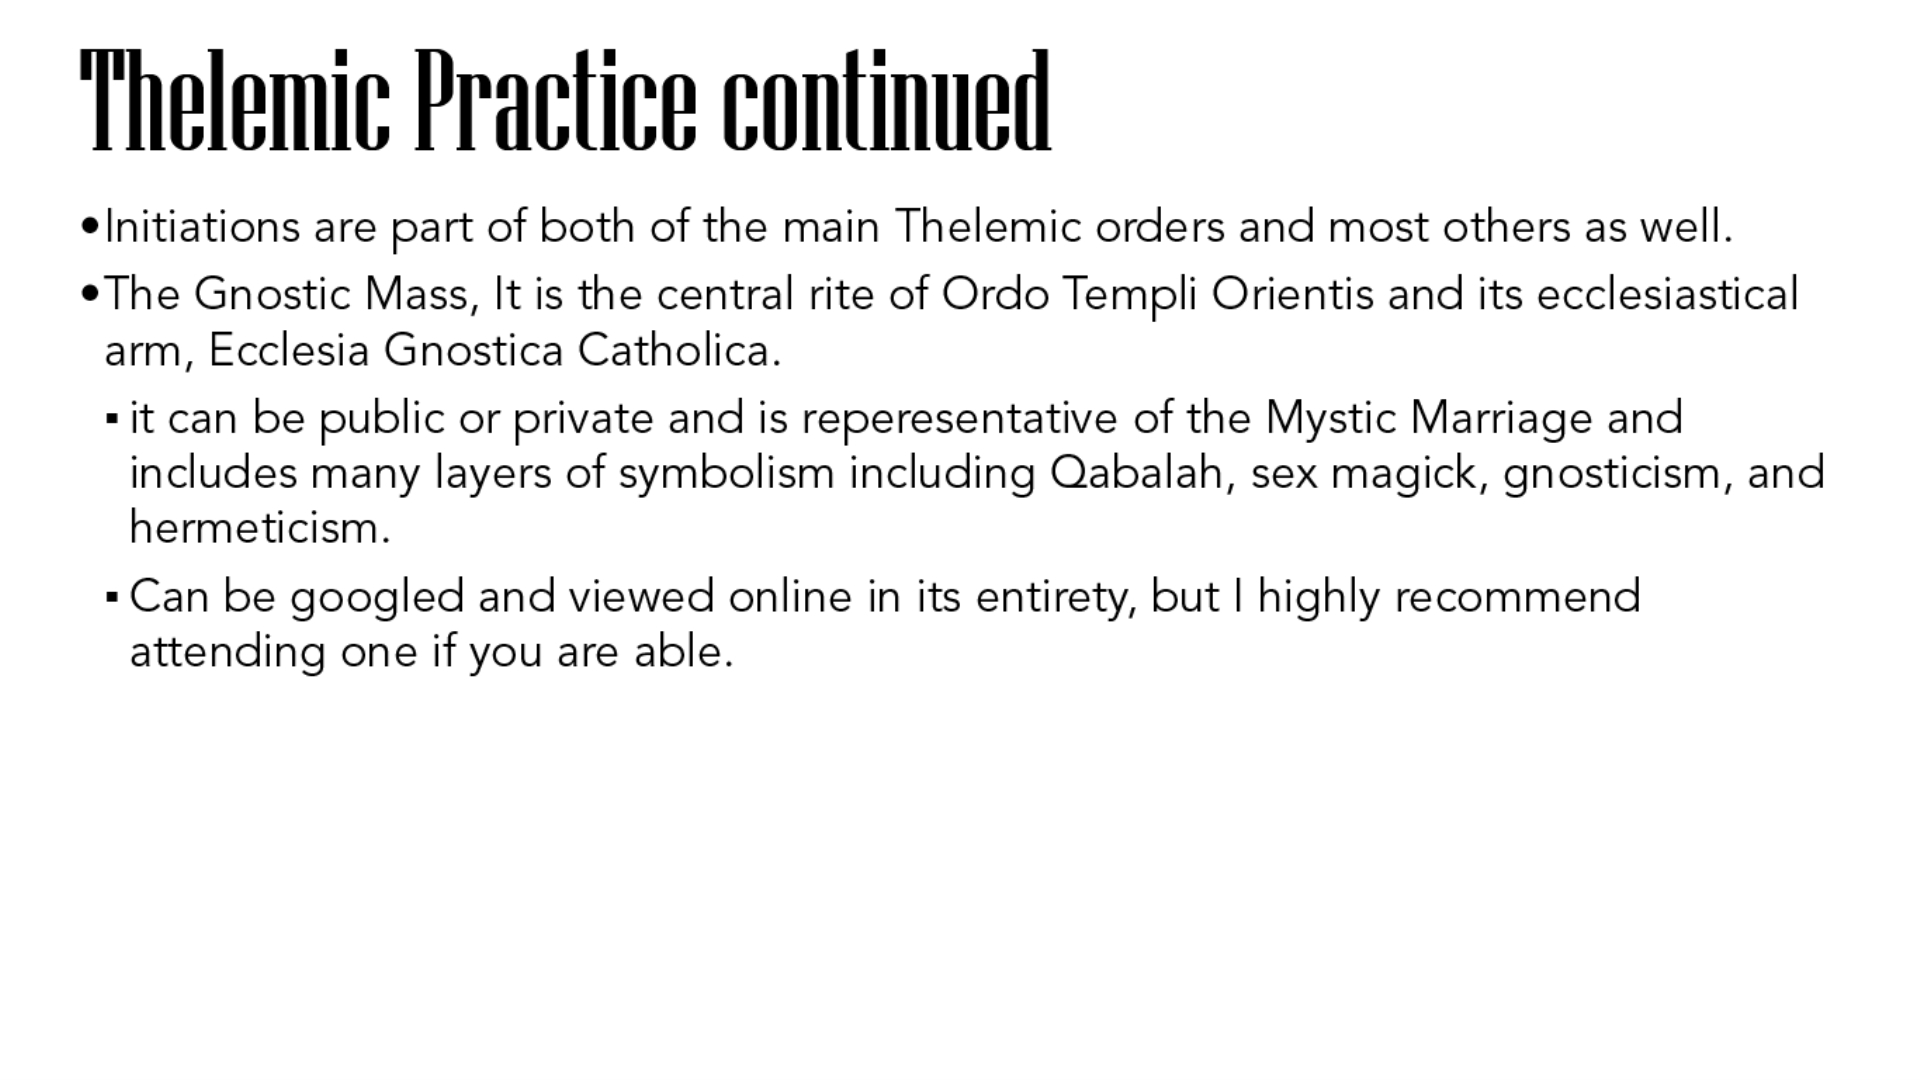 Thelemic Practice continued
•Initiations are part of both of the main Thelemic orders and most others as well.
•The Gnostic Mass, It is the central rite of Ordo Templi Orientis and its ecclesiastical
arm, Ecclesia Gnostica Catholica.
▪ it can be public or private and is reperesentative of the Mystic Marriage and
includes many layers of symbolism including Qabalah, sex magick, gnosticism, and
hermeticism.
▪ Can be googled and viewed online in its entirety, but I highly recommend
attending one if you are able.